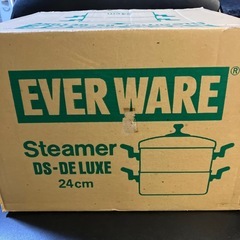 EVER WARE ®
Steamer
DS-DE LUXE
24cm